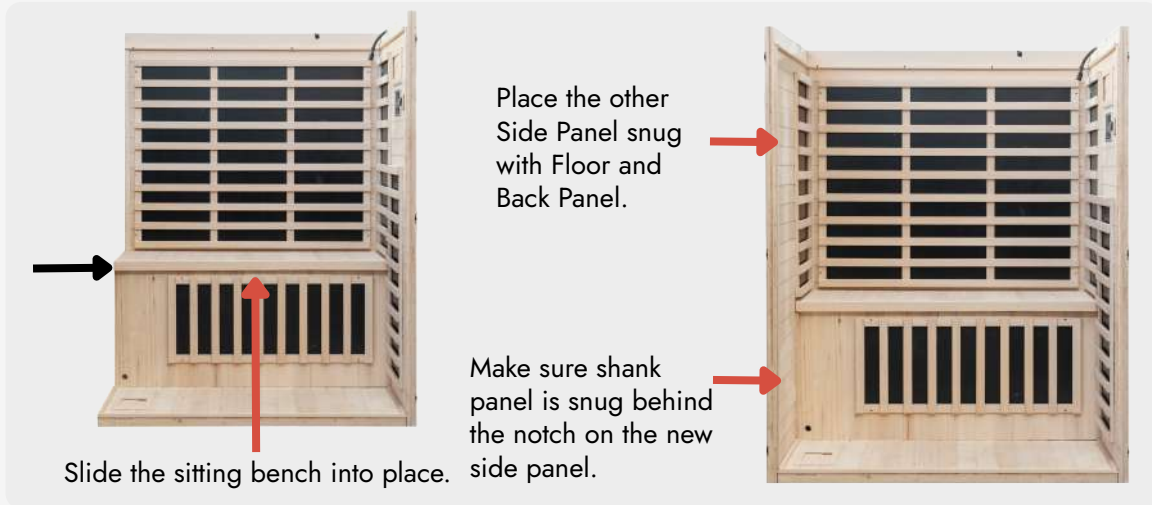 Place the other
Side Panel snug
with Floor and
Back Panel.
Make sure shank
panel is snug behind
the notch on the new
side panel.
Slide the sitting bench into place.